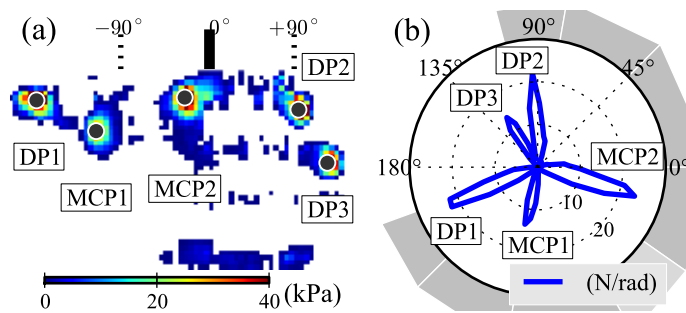 (a)
−90°
0°
+90°
DP2
DP1
MCP1
MCP2
DP3
0
20
40
(kPa)
(b)
90°
DP2
135°
45°
DP3
180°
MCP2
0°
DP1
MCP1
10
20
(N/rad)